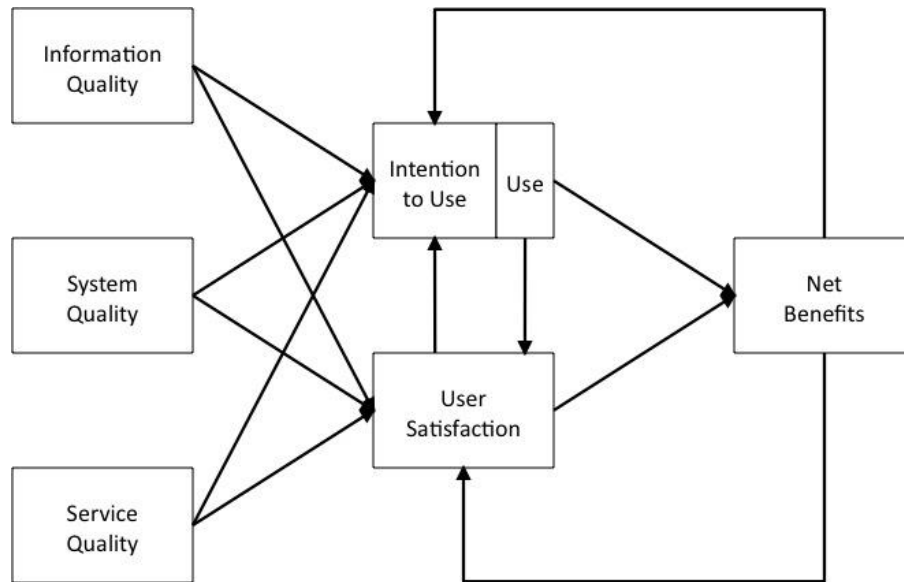 Information
Quality
Intention
to Use
Use
System
Quality
Net
Benefits
User
Satisfaction
Service
Quality